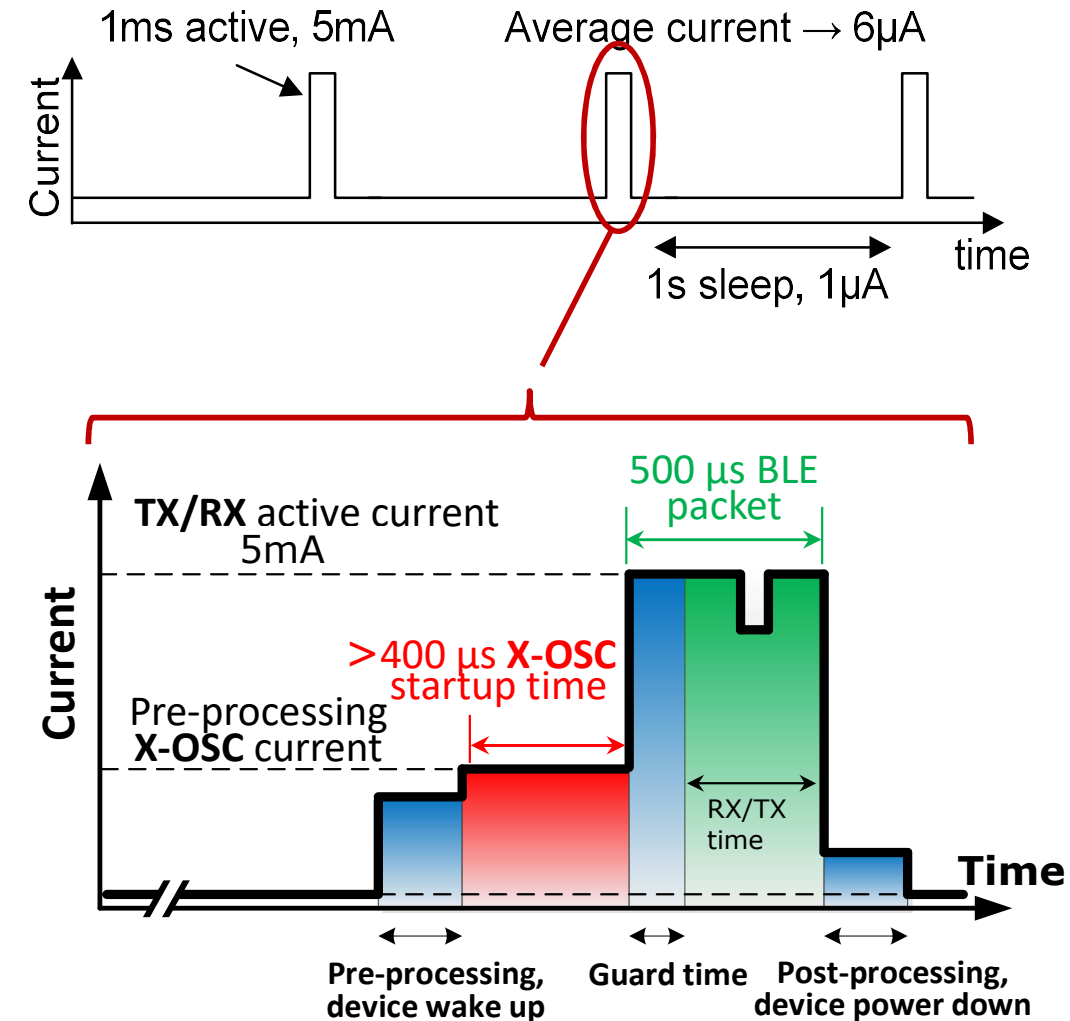 1ms active, 5mA
Average current → 6µA
Current
time
1s sleep, 1µA
500 µs BLE
packet
TX/RX active current
5mA
>400 µs X-OSC
startup time
Pre-processing
X-OSC current
Current
RX/TX
time
Time
Pre-processing,
device wake up
Guard time
Post-processing,
device power down